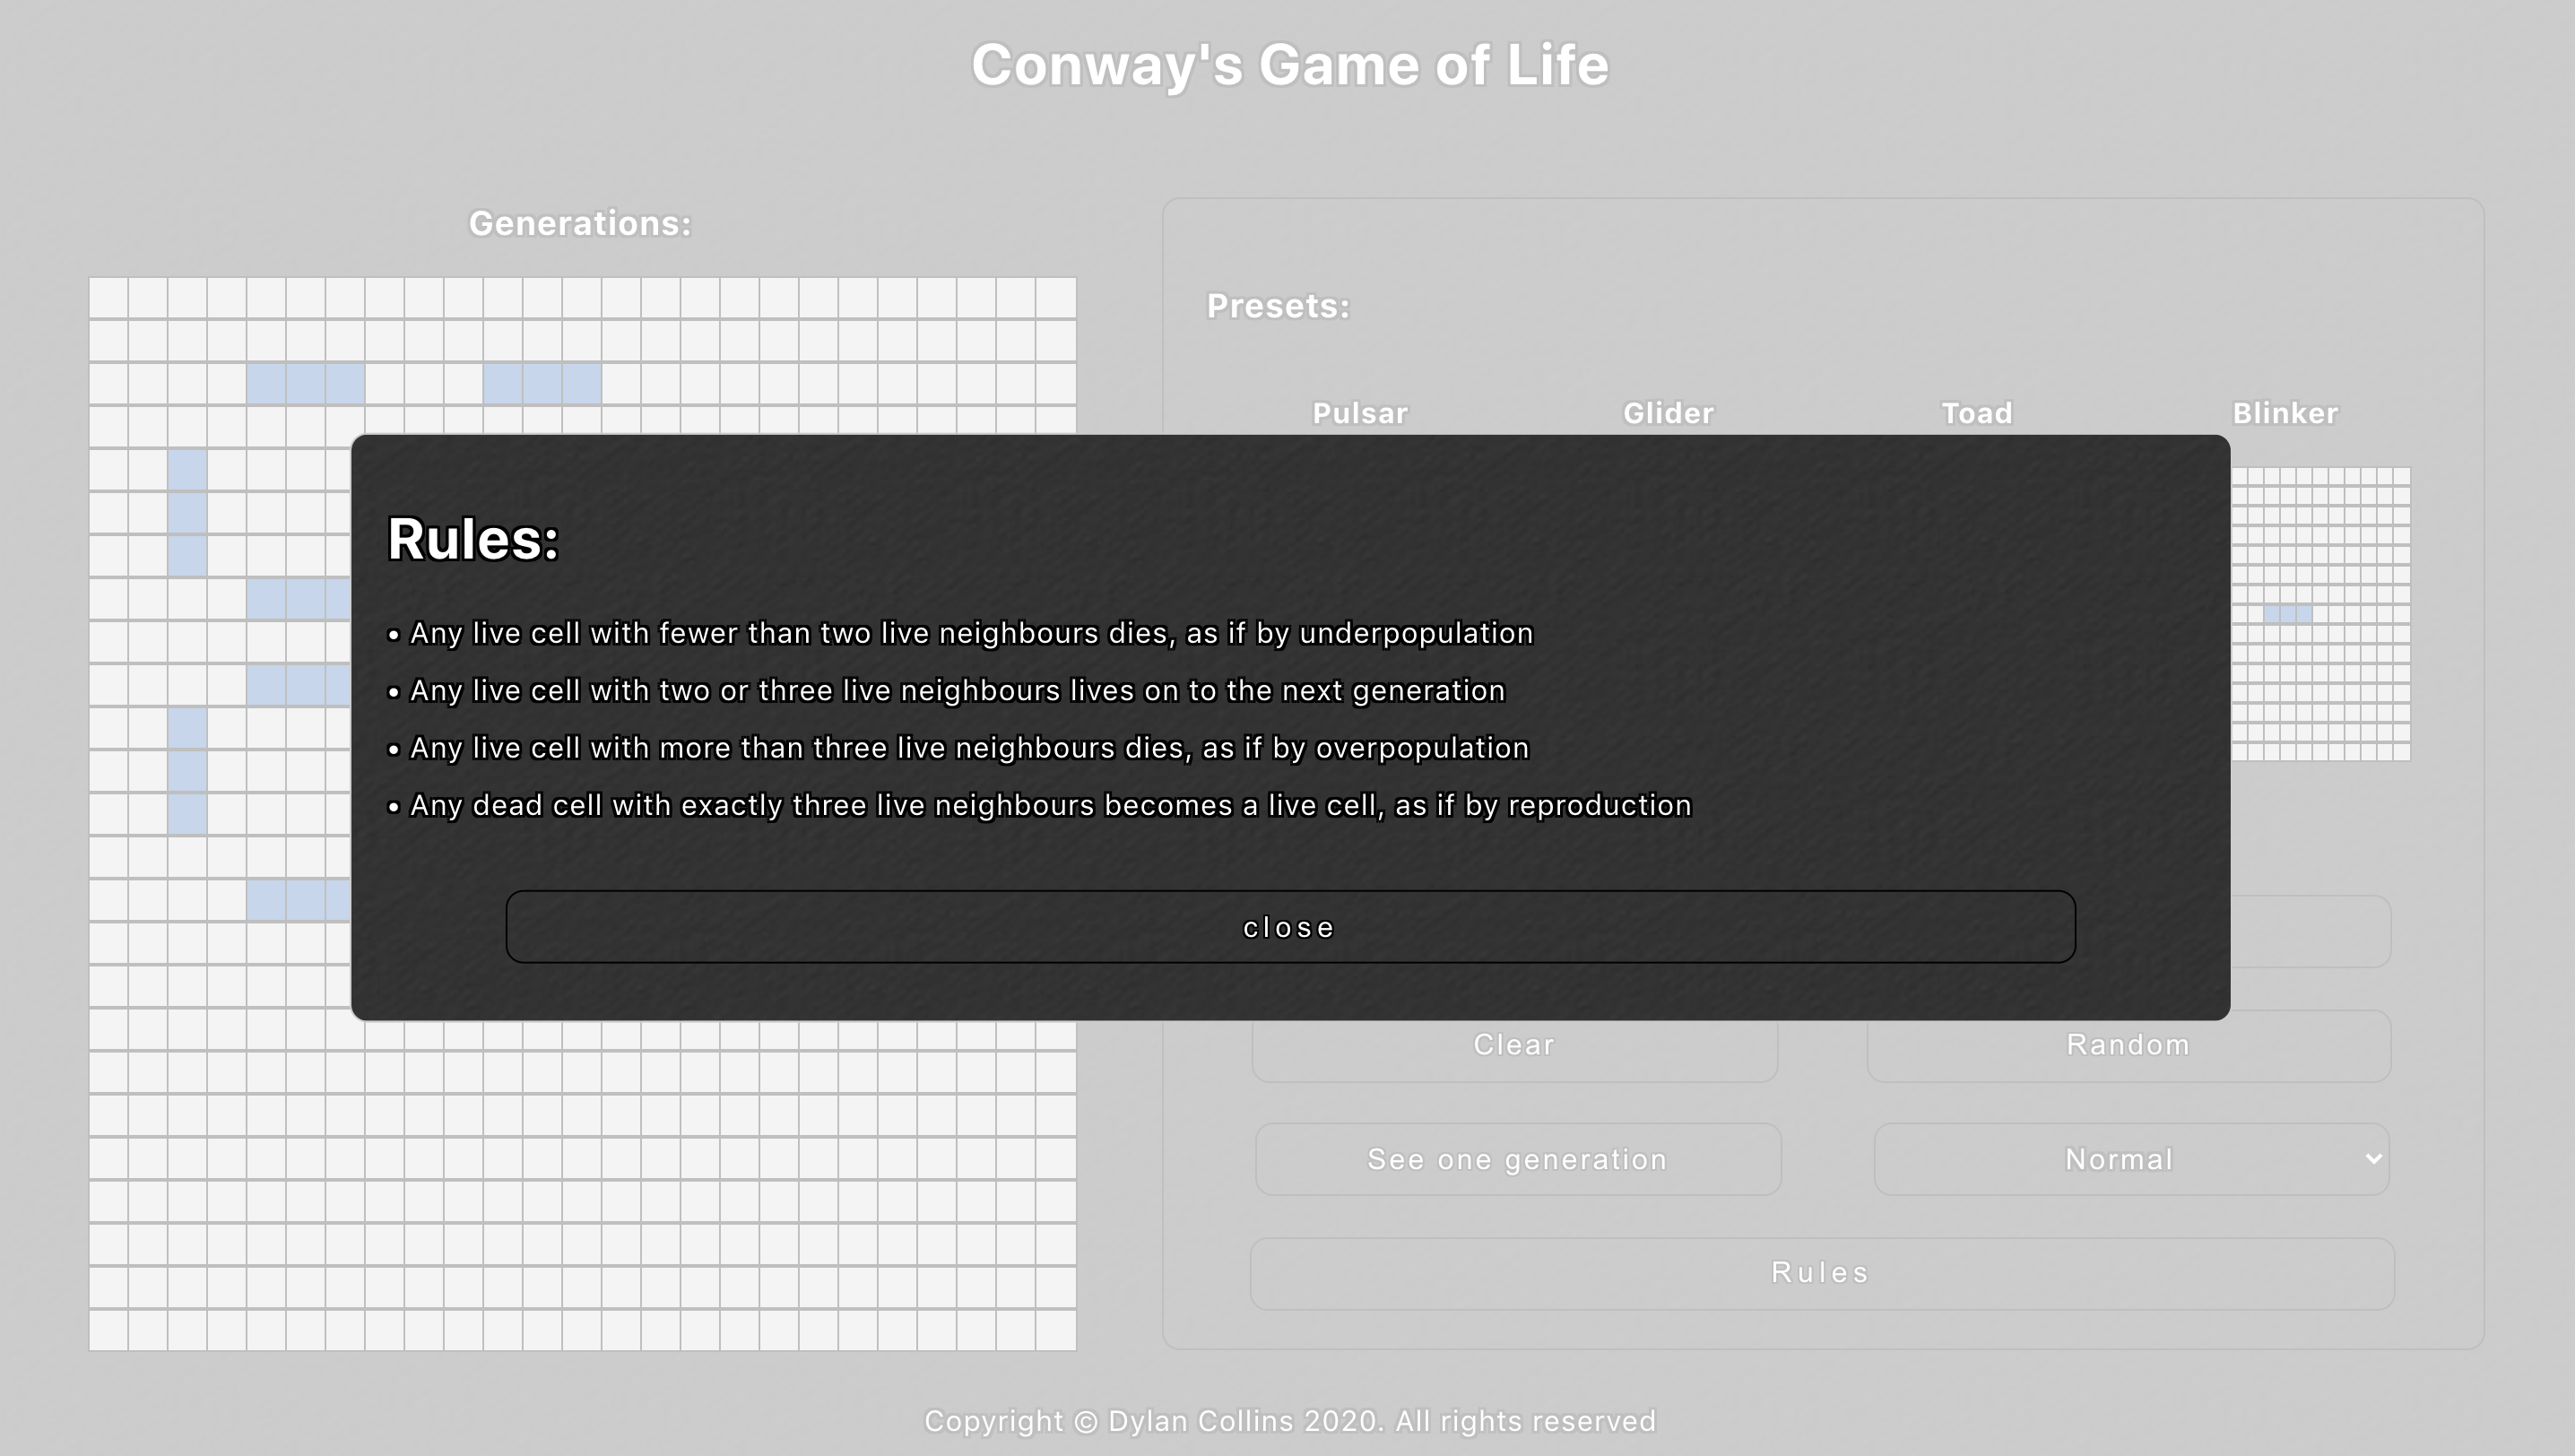 Conway's Game of Life
Generations:
Presets:
Pulsar
Glider
Toad
Blinker
Rules:
• Any live cell with fewer than two live neighbours dies, as if by underpopulation
• Any live cell with two or three live neighbours lives on to the next generation
• Any live cell with more than three live neighbours dies, as if by overpopulation
• Any dead cell with exactly three live neighbours becomes a live cell, as if by reproduction
close
Clear
Random
See one generation
Normal
Rules
Copyright © Dylan Collins 2020. All rights reserved